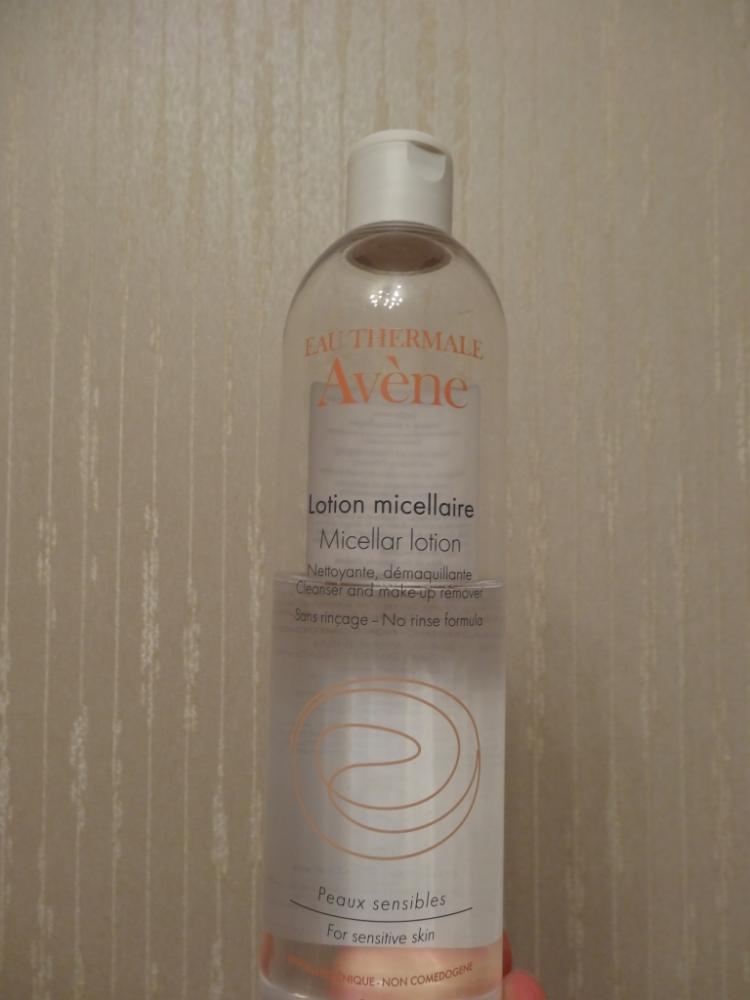 EAU THERMALE
Avène
Lotion micellaire
Micellar lotion
Nettoyante, démaquillante
Cleanser and make-up remover
Sans rinçage - No rinse formula
Peaux sensibles
For sensitive skin
NON COMEDOGENE